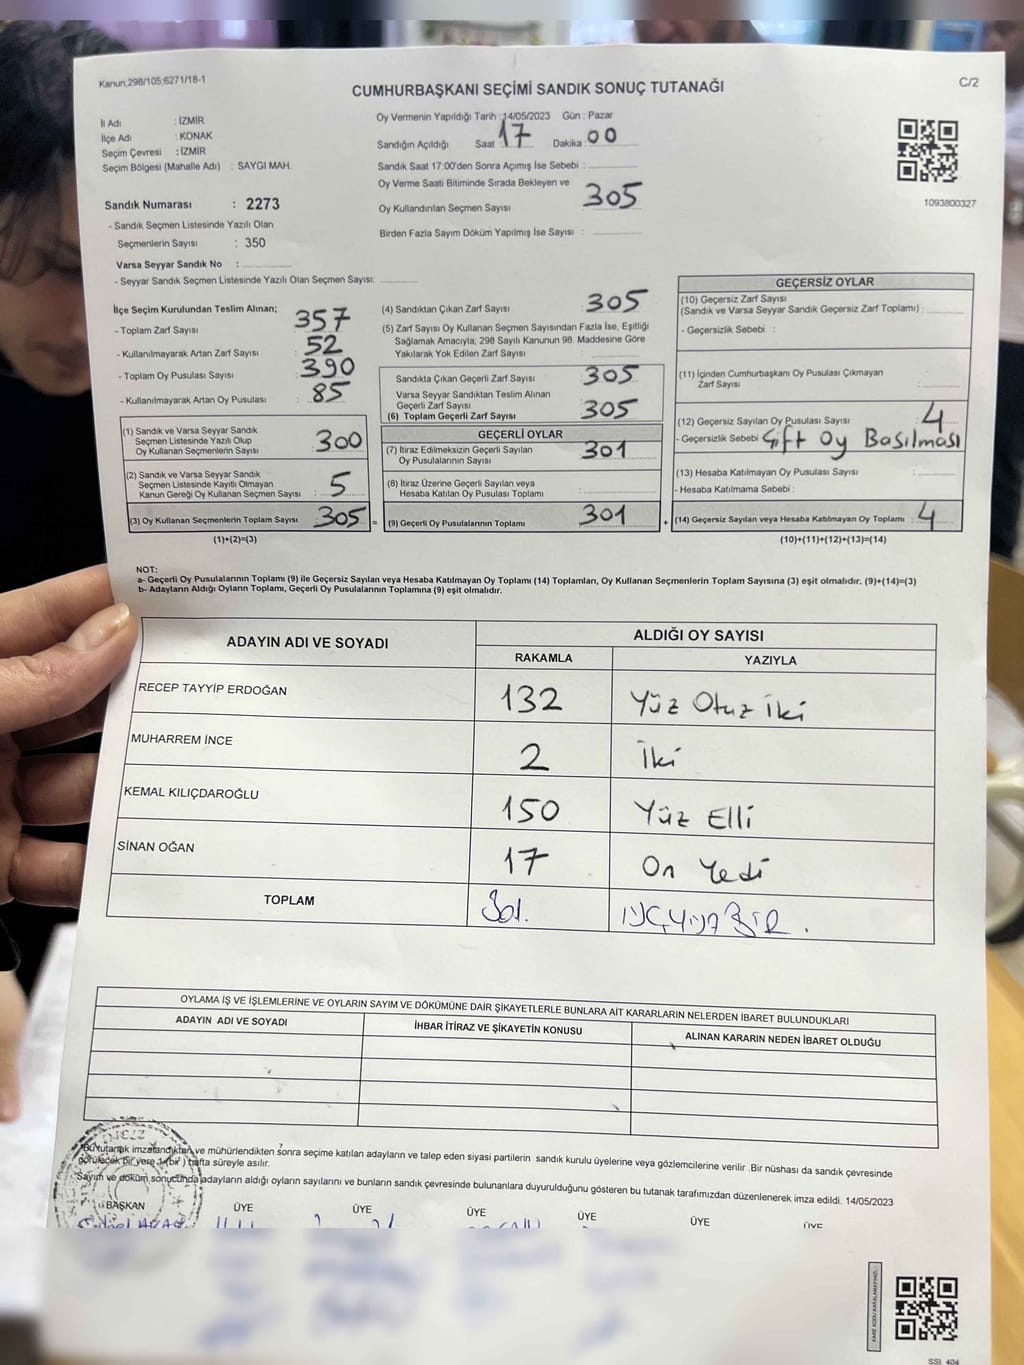 Kanun;298/105;6271/18-1
C/2
CUMHURBAŞKANI SEÇİMİ SANDIK SONUÇ TUTANAĞI
İl Adı : İZMİR
İlçe Adı : KONAK
Seçim Çevresi : İZMİR
Seçim Bölgesi (Mahalle Adı) : SAYGI MAH.
Sandık Numarası : 2273
- Sandık Seçmen Listesinde Yazılı Olan
Seçmenlerin Sayısı : 350
Varsa Seyyar Sandık No :
- Seyyar Sandık Seçmen Listesinde Yazılı Olan Seçmen Sayısı:
Oy Vermenin Yapıldığı Tarih : 14/05/2023 Gün : Pazar
Sandığın Açıldığı Saat : 17 Dakika : 00
Sandık Saat 17:00'den Sonra Açımış İse Sebebi :
Oy Verme Saati Bitiminde Sırada Bekleyen ve
Oy Kullandırılan Seçmen Sayısı 305
Birden Fazla Sayım Döküm Yapılmış İse Sayısı :
1093800327
İlçe Seçim Kurulundan Teslim Alınan;
- Toplam Zarf Sayısı : 357
- Kullanılmayarak Artan Zarf Sayısı : 52
- Toplam Oy Pusulası Sayısı : 390
- Kullanılmayarak Artan Oy Pusulası : 85
(1) Sandık ve Varsa Seyyar Sandık
Seçmen Listesinde Yazılı Olup
Oy Kullanan Seçmenlerin Sayısı : 300
(2) Sandık ve Varsa Seyyar Sandık
Seçmen Listesinde Kayıtlı Olmayan
Kanun Gereği Oy Kullanan Seçmen Sayısı : 5
(3) Oy Kullanan Seçmenlerin Toplam Sayısı : 305 =
(1)+(2)=(3)
(4) Sandıktan Çıkan Zarf Sayısı : 305
(5) Zarf Sayısı Oy Kullanan Seçmen Sayısından Fazla İse, Eşitliği
Sağlamak Amacıyla; 298 Sayılı Kanunun 98. Maddesine Göre
Yakılarak Yok Edilen Zarf Sayısı :
Sandıkta Çıkan Geçerli Zarf Sayısı : 305
Varsa Seyyar Sandıktan Teslim Alınan
Geçerli Zarf Sayısı
(6) Toplam Geçerli Zarf Sayısı : 305
GEÇERLİ OYLAR
(7) İtiraz Edilmeksizin Geçerli Sayılan
Oy Pusulalarının Sayısı : 301
(8) İtiraz Üzerine Geçerli Sayılan veya
Hesaba Katılan Oy Pusulası Toplamı :
(9) Geçerli Oy Pusulalarının Toplamı : 301 +
GEÇERSİZ OYLAR
(10) Geçersiz Zarf Sayısı
(Sandık ve Varsa Seyyar Sandık Geçersiz Zarf Toplamı) :
- Geçersizlik Sebebi :
(11) İçinden Cumhurbaşkanı Oy Pusulası Çıkmayan
Zarf Sayısı :
(12) Geçersiz Sayılan Oy Pusulası Sayısı : 4
- Geçersizlik Sebebi Çift Oy Basılması
(13) Hesaba Katılmayan Oy Pusulası Sayısı :
- Hesaba Katılmama Sebebi :
(14) Geçersiz Sayılan veya Hesaba Katılmayan Oy Toplamı : 4
(10)+(11)+(12)+(13)=(14)
NOT:
a- Geçerli Oy Pusulalarının Toplamı (9) ile Geçersiz Sayılan veya Hesaba Katılmayan Oy Toplamı (14) Toplamları, Oy Kullanan Seçmenlerin Toplam Sayısına (3) eşit olmalıdır. (9)+(14)=(3)
b- Adayların Aldığı Oyların Toplamı, Geçerli Oy Pusulalarının Toplamına (9) eşit olmalıdır.
ADAYIN ADI VE SOYADI ALDIĞI OY SAYISI
RAKAMLA YAZIYLA
RECEP TAYYİP ERDOĞAN 132 Yüz Otuz İki
MUHARREM İNCE 2 İki
KEMAL KILIÇDAROĞLU 150 Yüz Elli
SİNAN OĞAN 17 On Yedi
TOPLAM 301. ÜÇYÜZ BİR.
OYLAMA İŞ VE İŞLEMLERİNE VE OYLARIN SAYIM VE DÖKÜMÜNE DAİR ŞİKAYETLERLE BUNLARA AİT KARARLARIN NELERDEN İBARET BULUNDUKLARI
ADAYIN ADI VE SOYADI İHBAR İTİRAZ VE ŞİKAYETİN KONUSU ALINAN KARARIN NEDEN İBARET OLDUĞU
Bu tutanak imzalandıktan ve mühürlendikten sonra seçime katılan adayların ve talep eden siyasi partilerin sandık kurulu üyelerine veya gözlemcilerine verilir .Bir nüshası da sandık çevresinde
görülecek bir yere 1 (bir ) hafta süreyle asılır.
Sayım ve döküm sonucunda adayların aldığı oyların sayılarını ve bunların sandık çevresinde bulunanlara duyurulduğunu gösteren bu tutanak tarafımızdan düzenlenerek imza edildi. 14/05/2023
BAŞKAN ÜYE ÜYE ÜYE ÜYE ÜYE ÜYE